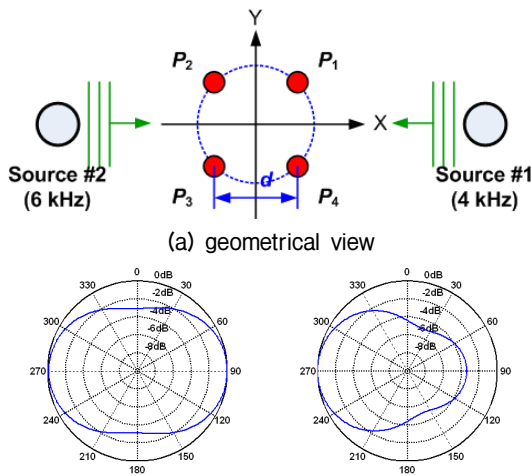 Y
P2 P1
X
Source #2
(6 kHz)
Source #1
(4 kHz)
P3 d P4
(a) geometrical view
0 0dB
330 30
-2dB
-4dB
300 60
-6dB
-8dB
270 90
240 120
210 150
180
0 0dB
330 30
-2dB
-4dB
300 60
-6dB
-8dB
270 90
240 120
210 150
180